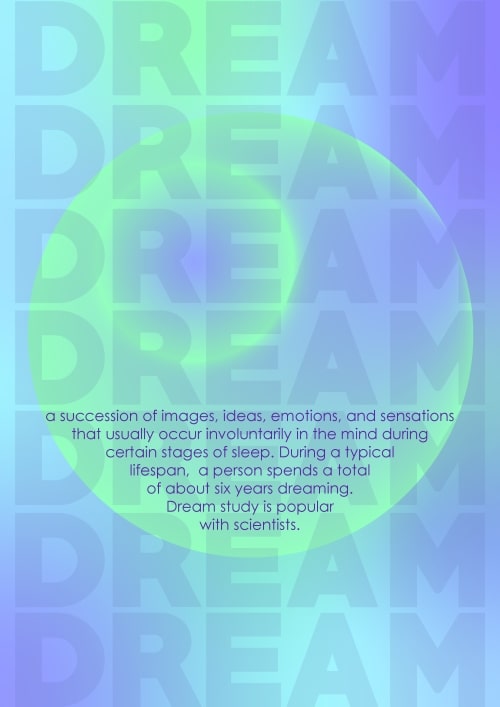 DREAM
DREAM
DREAM
DREAM
DREAM
a succession of images, ideas, emotions, and sensations
that usually occur involuntarily in the mind during
certain stages of sleep. During a typical
lifespan, a person spends a total
of about six years dreaming.
Dream study is popular
with scientists.
DREAM
DREAM